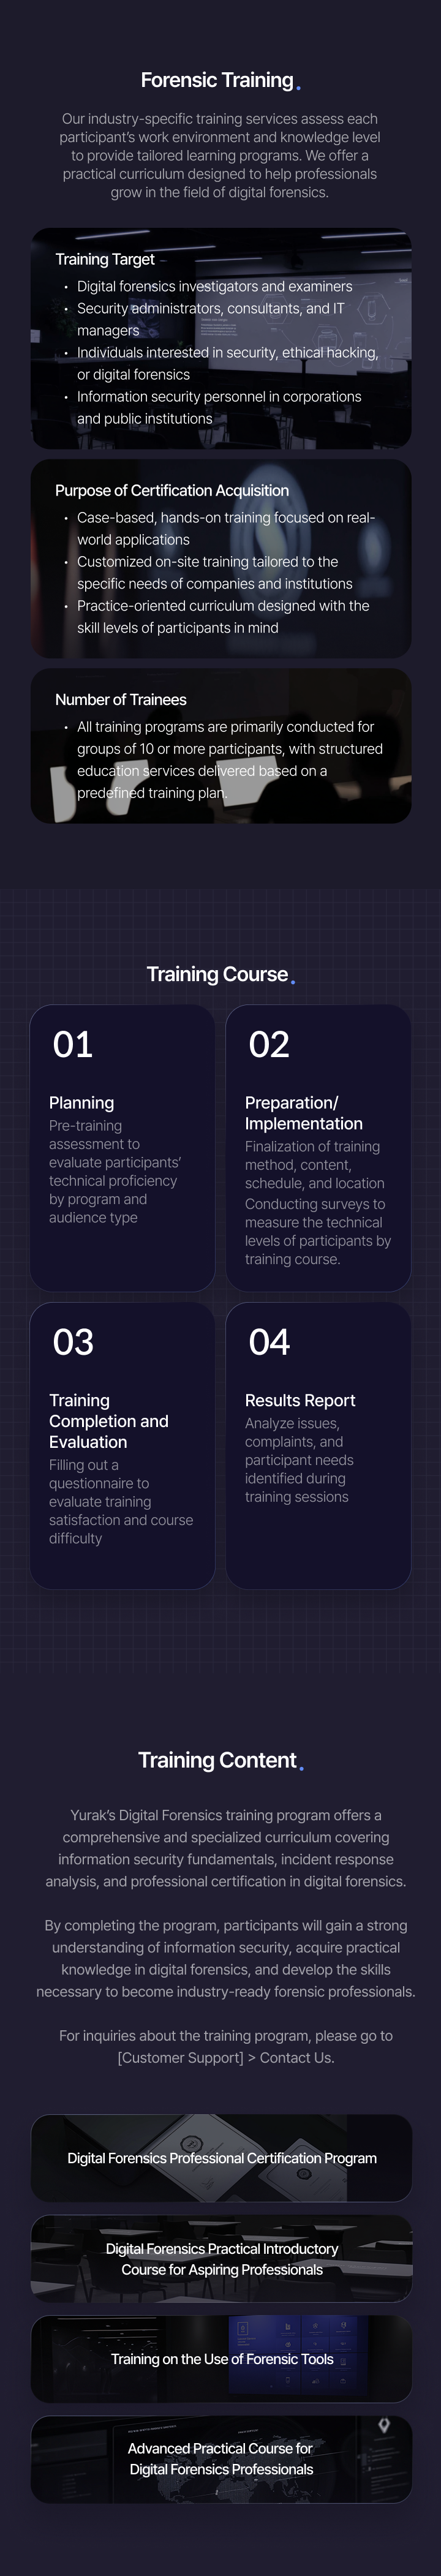 Forensic Training.
Our industry-specific training services assess each
participant's work environment and knowledge level
to provide tailored learning programs. We offer a
practical curriculum designed to help professionals
grow in the field of digital forensics.
Training Target
• Digital forensics investigators and examiners
• Security administrators, consultants, and IT
managers
• Individuals interested in security, ethical hacking,
or digital forensics
• Information security personnel in corporations
and public institutions
Purpose of Certification Acquisition
• Case-based, hands-on training focused on real-
world applications
• Customized on-site training tailored to the
specific needs of companies and institutions
• Practice-oriented curriculum designed with the
skill levels of participants in mind
Number of Trainees
• All training programs are primarily conducted for
groups of 10 or more participants, with structured
education services delivered based on a
predefined training plan.
Training Course.
01
Planning
Pre-training
assessment to
evaluate participants'
technical proficiency
by program and
audience type
02
Preparation/
Implementation
Finalization of training
method, content,
schedule, and location
Conducting surveys to
measure the technical
levels of participants by
training course.
03
Training
Completion and
Evaluation
Filling out a
questionnaire to
evaluate training
satisfaction and course
difficulty
04
Results Report
Analyze issues,
complaints, and
participant needs
identified during
training sessions
Training Content.
Yurak's Digital Forensics training program offers a
comprehensive and specialized curriculum covering
information security fundamentals, incident response
analysis, and professional certification in digital forensics.
By completing the program, participants will gain a strong
understanding of information security, acquire practical
knowledge in digital forensics, and develop the skills
necessary to become industry-ready forensic professionals.
For inquiries about the training program, please go to
[Customer Support] > Contact Us.
Digital Forensics Professional Certification Program
Digital Forensics Practical Introductory
Course for Aspiring Professionals
Training on the Use of Forensic Tools
Advanced Practical Course for
Digital Forensics Professionals